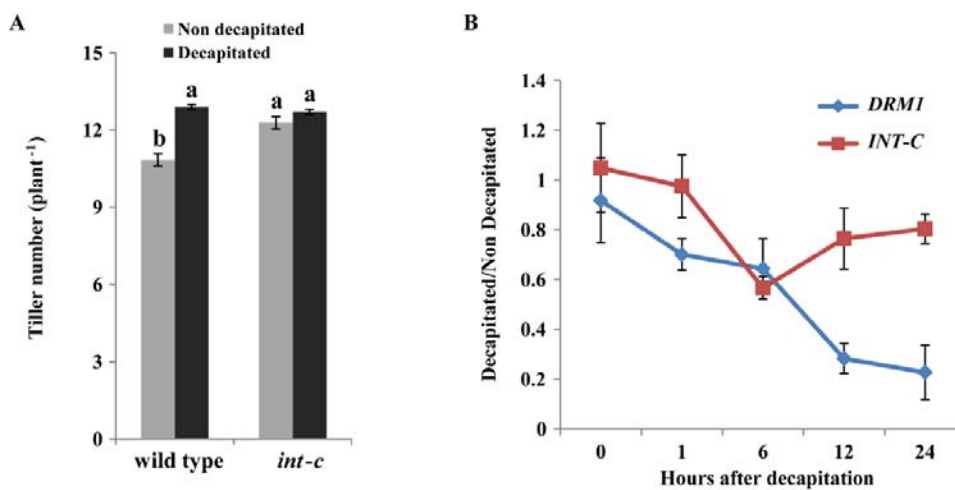 A
Non decapitated
Decapitated
15
12
9
6
3
0
Tiller number (plant⁻¹)
b
a
a
a
wild type
int-c
B
1.4
1.2
1
0.8
0.6
0.4
0.2
0
Decapitated/Non Decapitated
DRM1
INT-C
0 1 6 12 24
Hours after decapitation